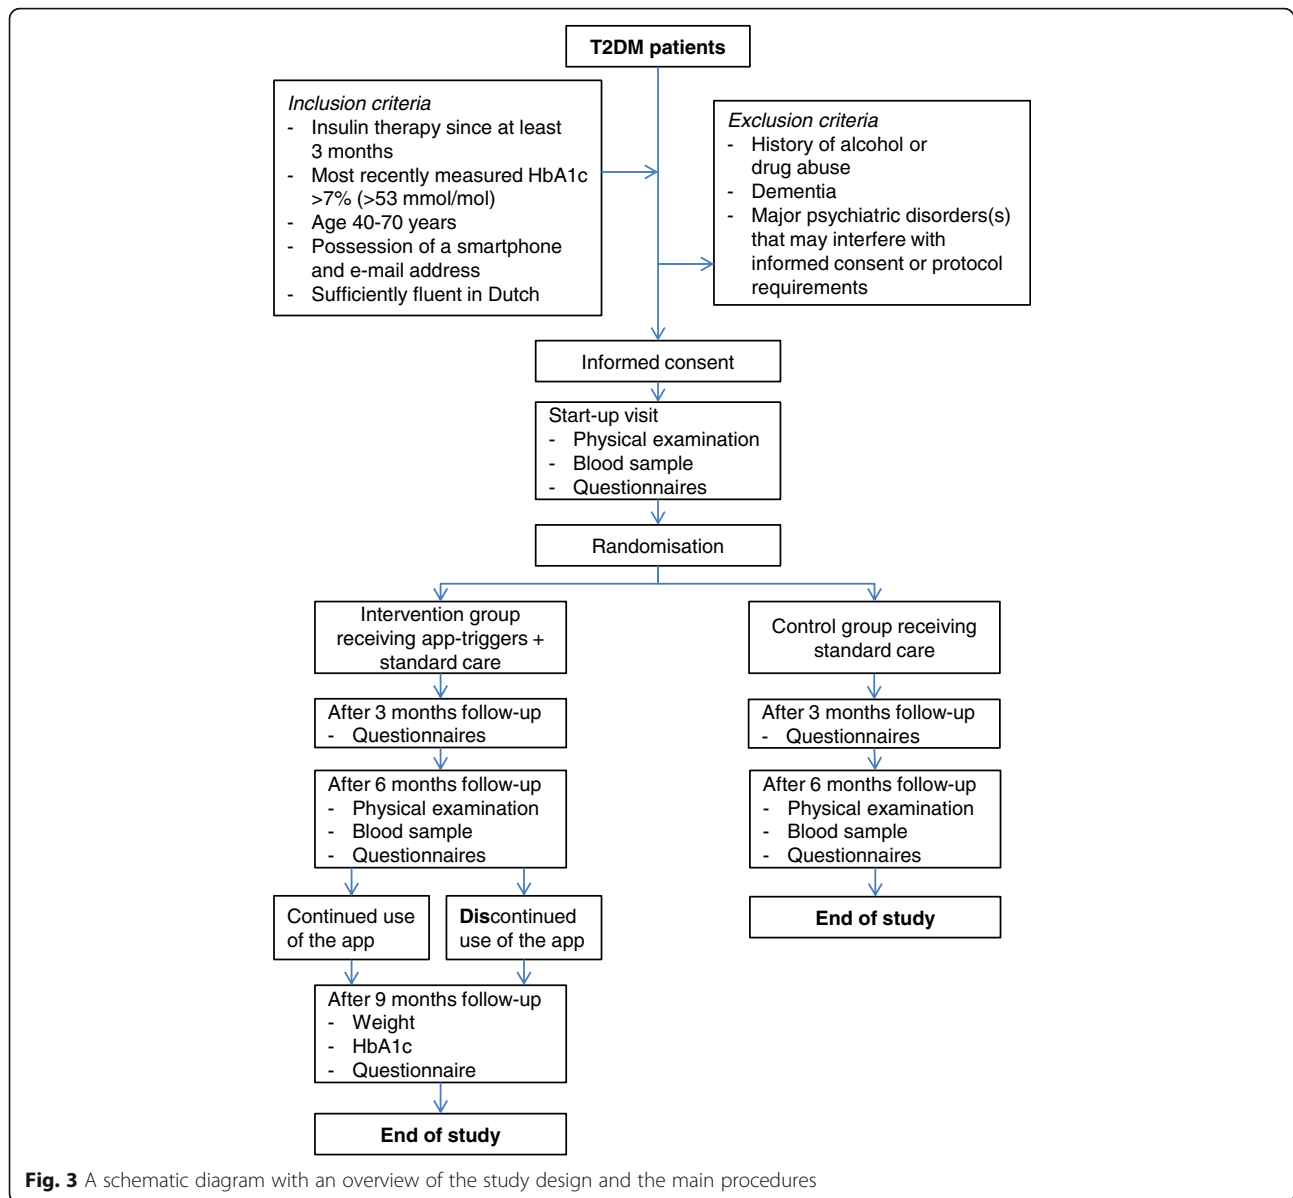 T2DM patients
Inclusion criteria
- Insulin therapy since at least
3 months
- Most recently measured HbA1c
>7% (>53 mmol/mol)
- Age 40-70 years
- Possession of a smartphone
and e-mail address
- Sufficiently fluent in Dutch
Exclusion criteria
- History of alcohol or
drug abuse
- Dementia
- Major psychiatric disorders(s)
that may interfere with
informed consent or protocol
requirements
Informed consent
Start-up visit
- Physical examination
- Blood sample
- Questionnaires
Randomisation
Intervention group
receiving app-triggers +
standard care
Control group receiving
standard care
After 3 months follow-up
- Questionnaires
After 3 months follow-up
- Questionnaires
After 6 months follow-up
- Physical examination
- Blood sample
- Questionnaires
After 6 months follow-up
- Physical examination
- Blood sample
- Questionnaires
Continued use
of the app
Discontinued
use of the app
End of study
After 9 months follow-up
- Weight
- HbA1c
- Questionnaire
End of study
Fig. 3 A schematic diagram with an overview of the study design and the main procedures